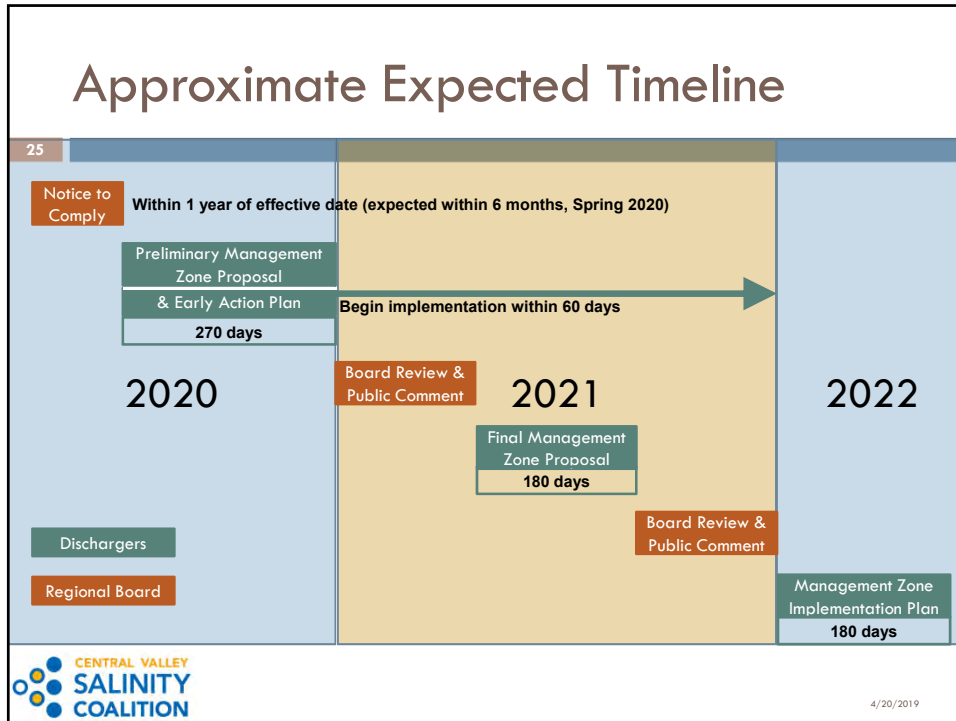 Approximate Expected Timeline
25
Notice to
Comply
Within 1 year of effective date (expected within 6 months, Spring 2020)
Preliminary Management
Zone Proposal
& Early Action Plan
270 days
Begin implementation within 60 days
2020
Board Review &
Public Comment
2021
2022
Final Management
Zone Proposal
180 days
Board Review &
Public Comment
Dischargers
Regional Board
Management Zone
Implementation Plan
180 days
CENTRAL VALLEY
SALINITY
COALITION
4/20/2019